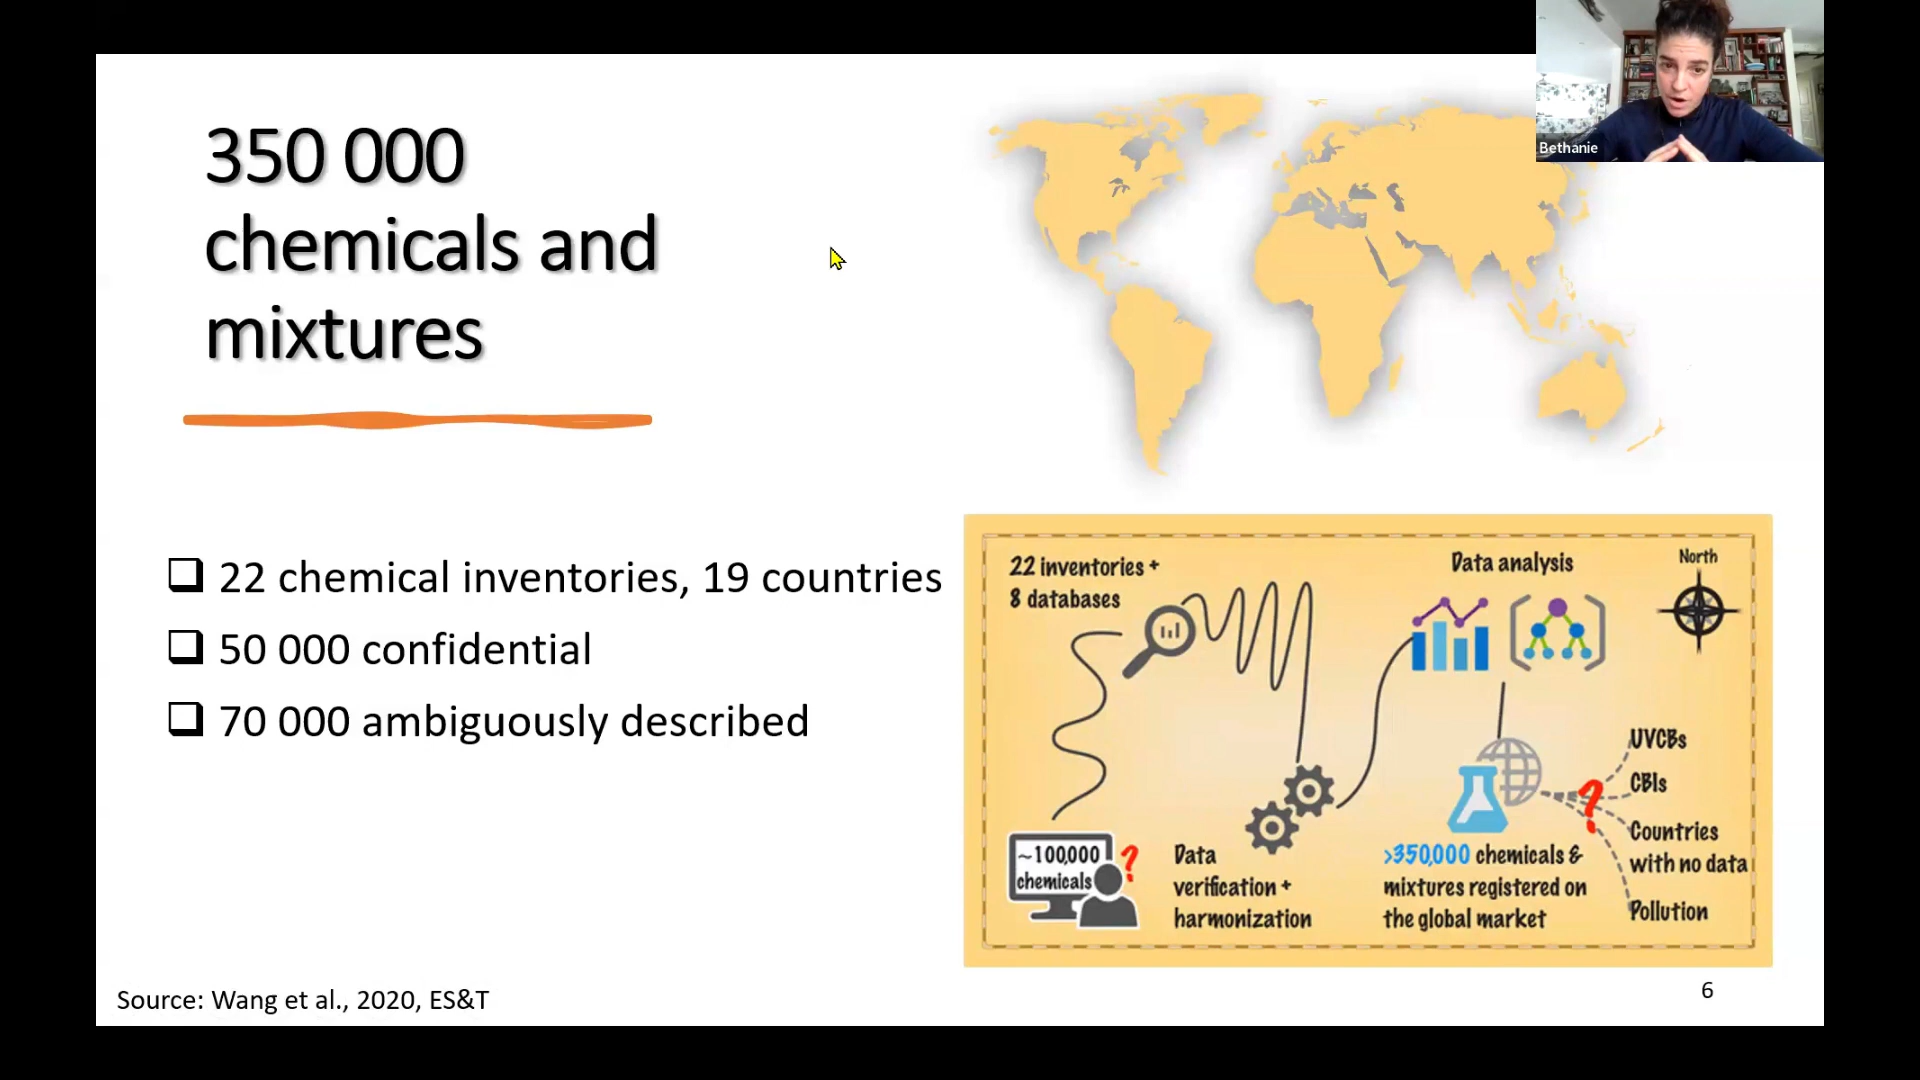 350 000
chemicals and
mixtures
Bethanie
22 chemical inventories, 19 countries
50 000 confidential
70 000 ambiguously described
22 inventories +
8 databases
Data analysis
North
~100,000
chemicals
?
Data
verification +
harmonization
>350,000 chemicals &
mixtures registered on
the global market
?
UVCBs
CBIs
Countries
with no data
Pollution
Source: Wang et al., 2020, ES&T
6